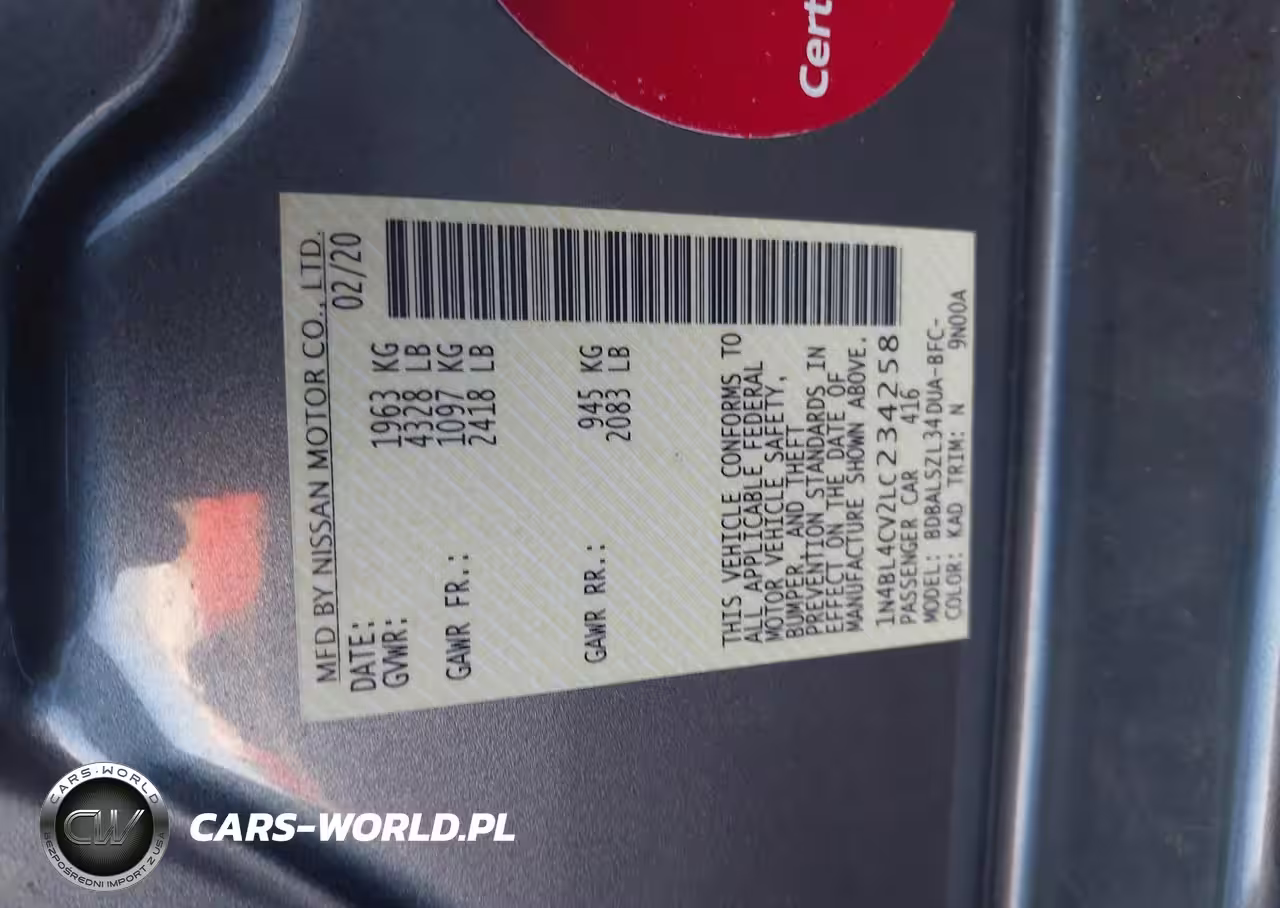 Cert
MFD BY NISSAN MOTOR CO., LTD.
DATE: 02/20
GVWR: 1963 KG
4328 LB
GAWR FR.: 1097 KG
2418 LB
GAWR RR.: 945 KG
2083 LB
THIS VEHICLE CONFORMS TO
ALL APPLICABLE FEDERAL
MOTOR VEHICLE SAFETY,
BUMPER, AND THEFT
PREVENTION STANDARDS IN
EFFECT ON THE DATE OF
MANUFACTURE SHOWN ABOVE.
1N4BL4CV2LC234258
PASSENGER CAR 416
MODEL: BDBALSZL34DUA-BFC-
COLOR: KAD TRIM: N 9N00A
CARS-WORLD
CW
BEZPOŚREDNI IMPORT Z USA
CARS-WORLD.PL